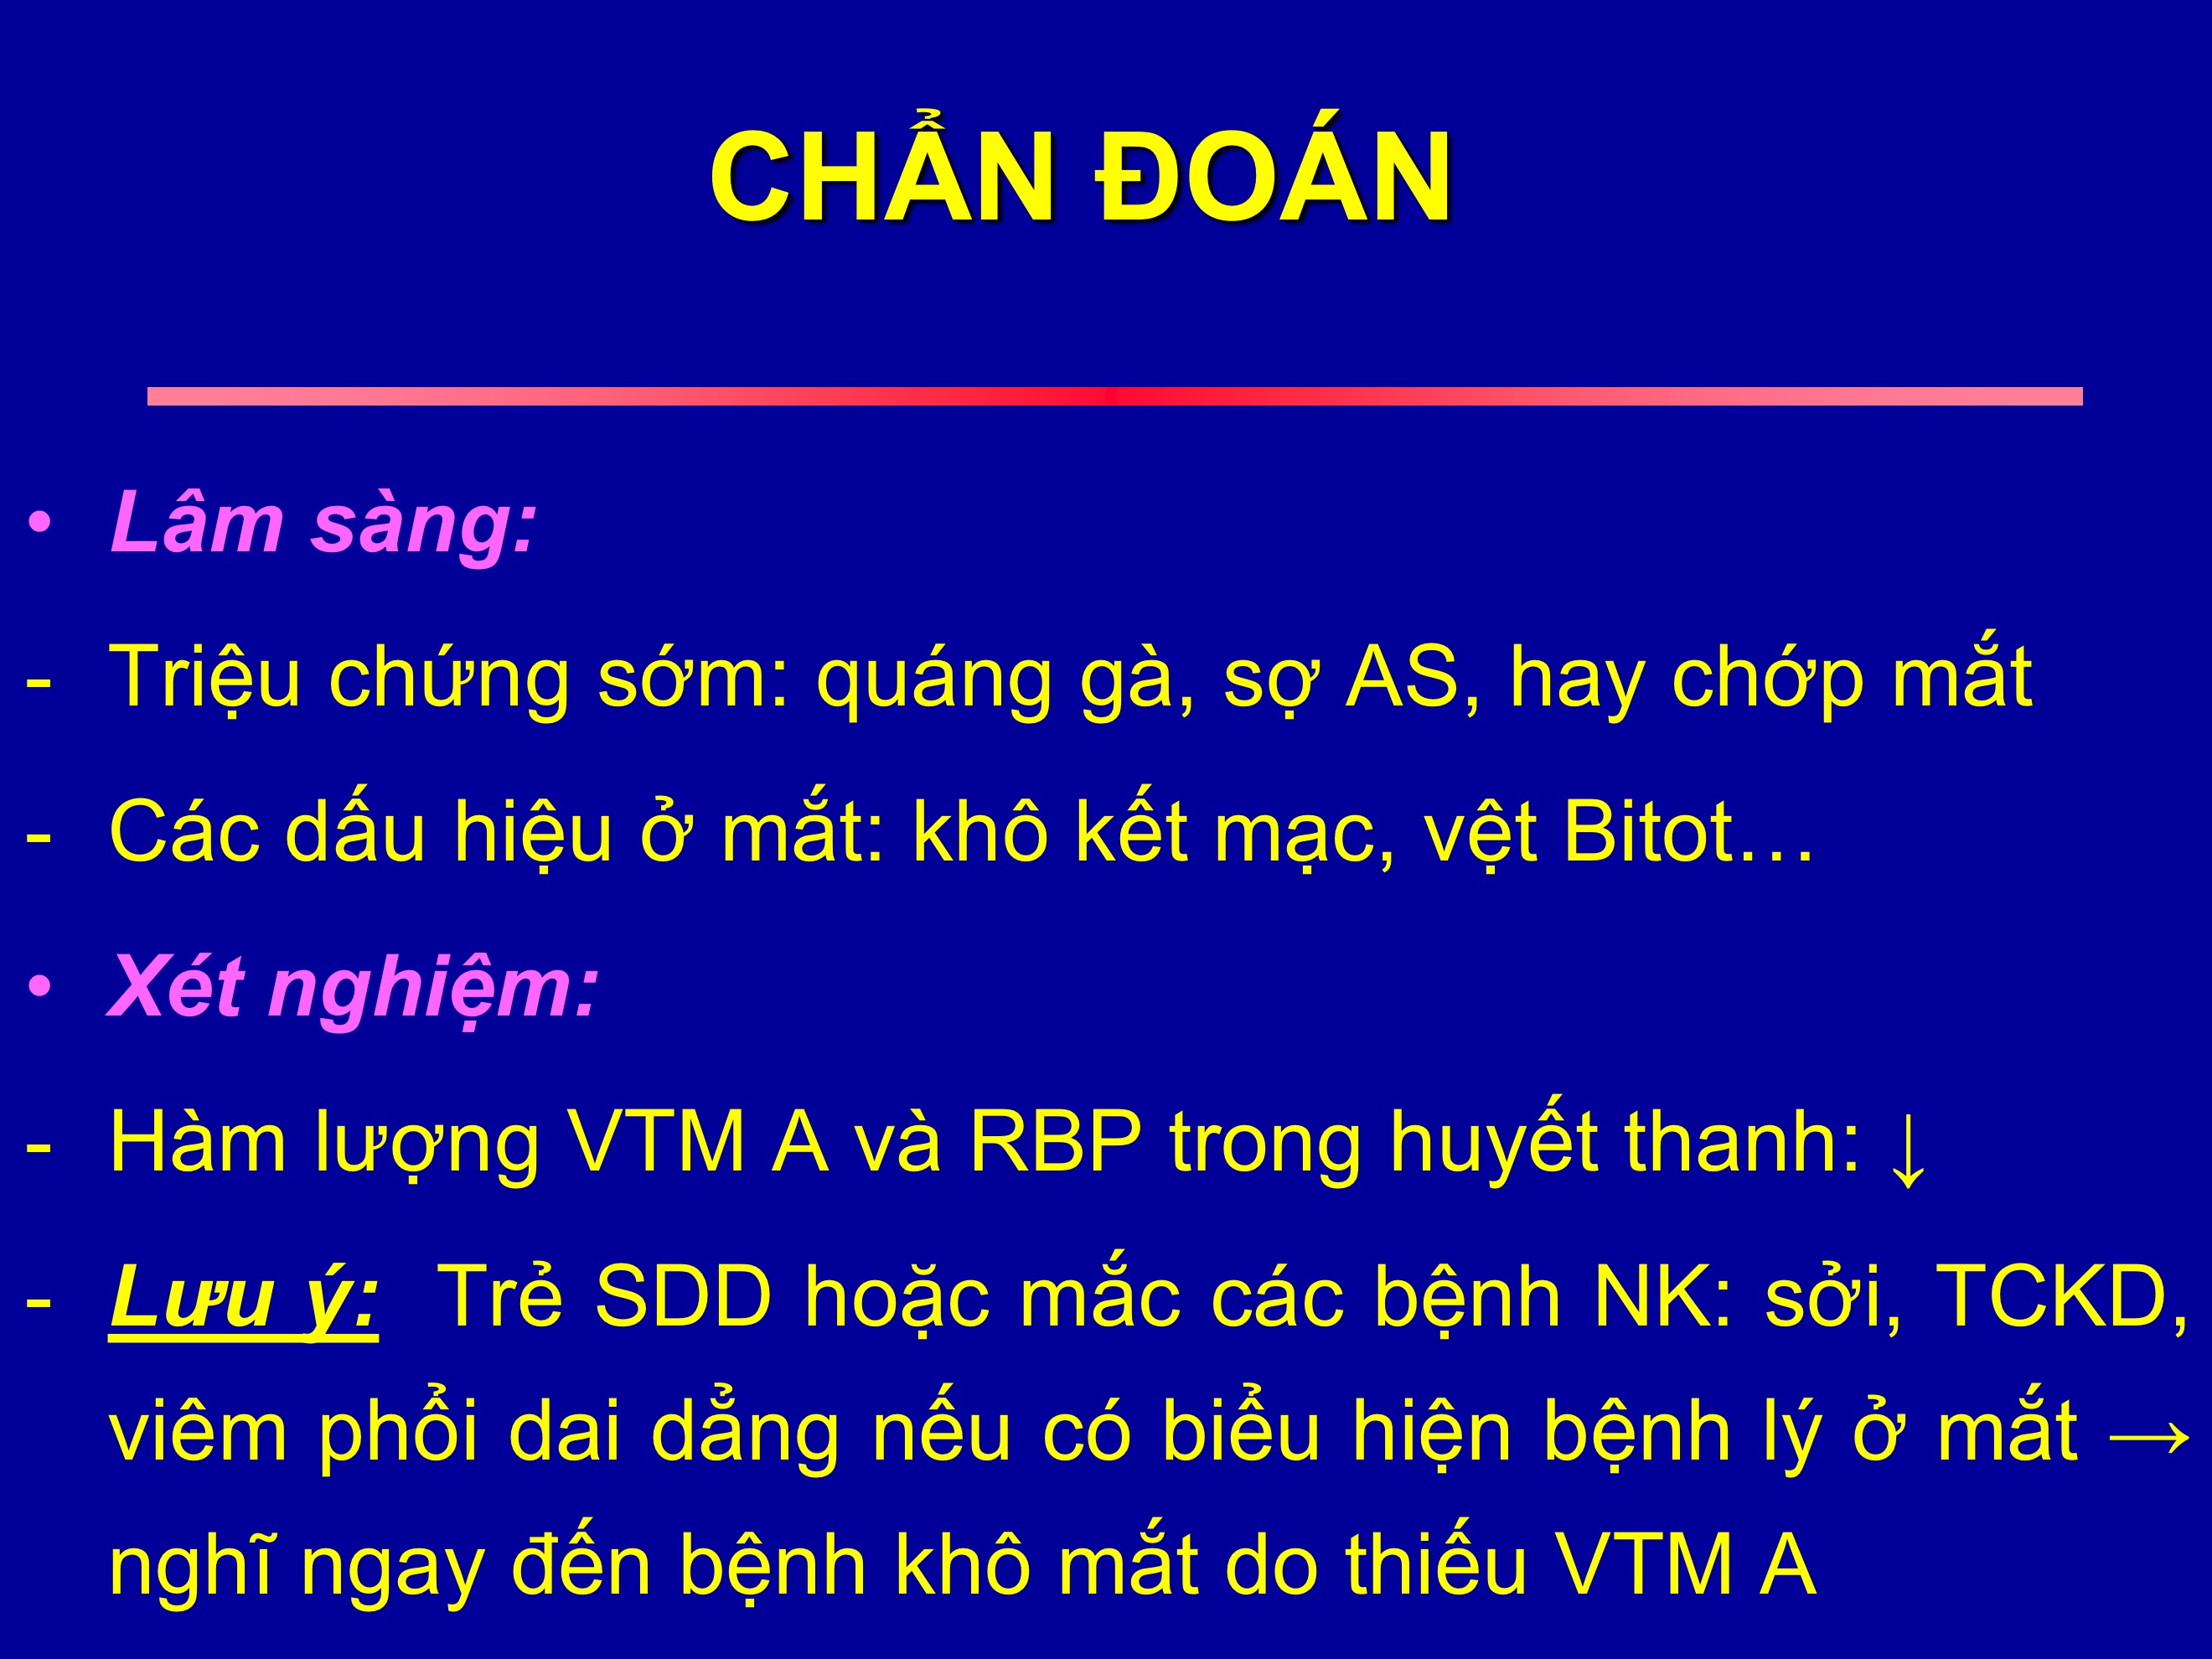 CHẨN ĐOÁN
• Lâm sàng:
- Triệu chứng sớm: quáng gà, sợ AS, hay chớp mắt
- Các dấu hiệu ở mắt: khô kết mạc, vệt Bitot…
• Xét nghiệm:
- Hàm lượng VTM A và RBP trong huyết thanh: ↓
- Lưu ý: Trẻ SDD hoặc mắc các bệnh NK: sởi, TCKD,
viêm phổi dai dẳng nếu có biểu hiện bệnh lý ở mắt →
nghĩ ngay đến bệnh khô mắt do thiếu VTM A